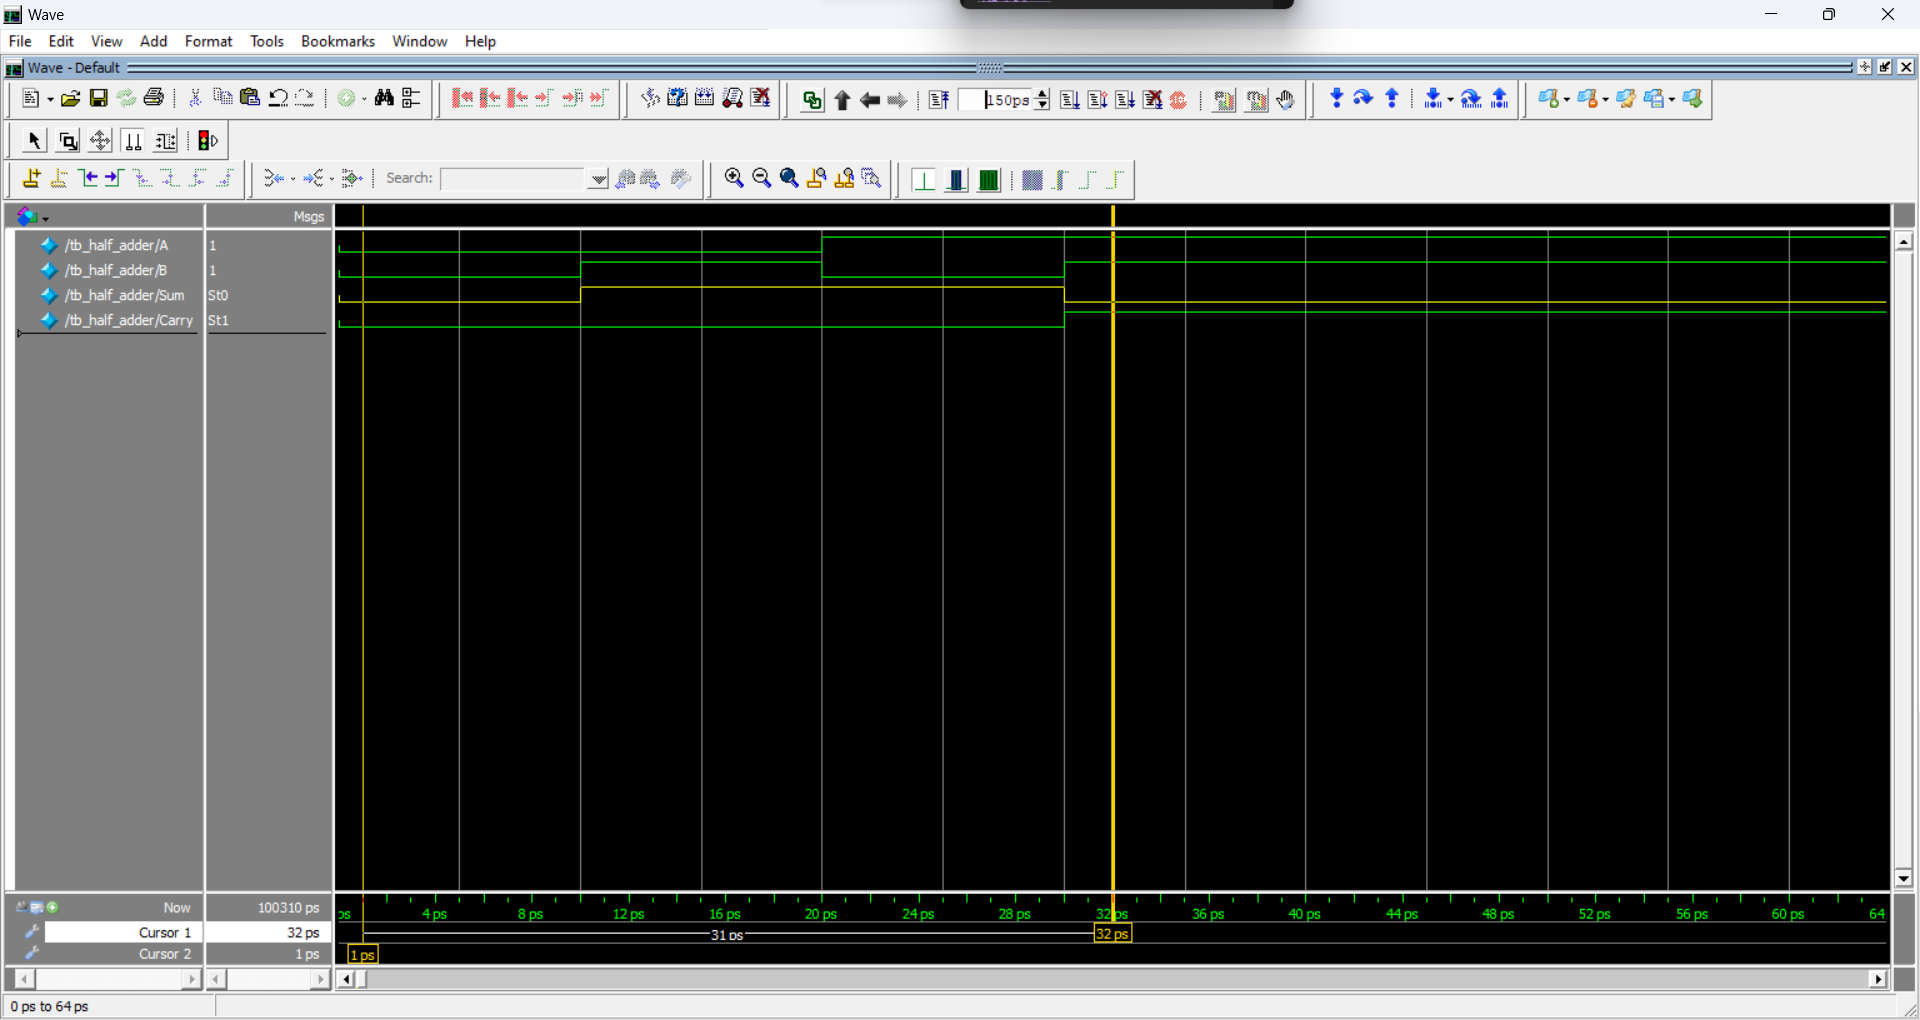 Wave
File Edit View Add Format Tools Bookmarks Window Help
Wave - Default
150 ps
Search:
Msgs
/tb_half_adder/A 1
/tb_half_adder/B 1
/tb_half_adder/Sum St0
/tb_half_adder/Carry St1
Now 100310 ps
ps 4 ps 8 ps 12 ps 16 ps 20 ps 24 ps 28 ps 32 ps 36 ps 40 ps 44 ps 48 ps 52 ps 56 ps 60 ps 64
Cursor 1 32 ps 31 ps 32 ps
Cursor 2 1 ps 1 ps
0 ps to 64 ps